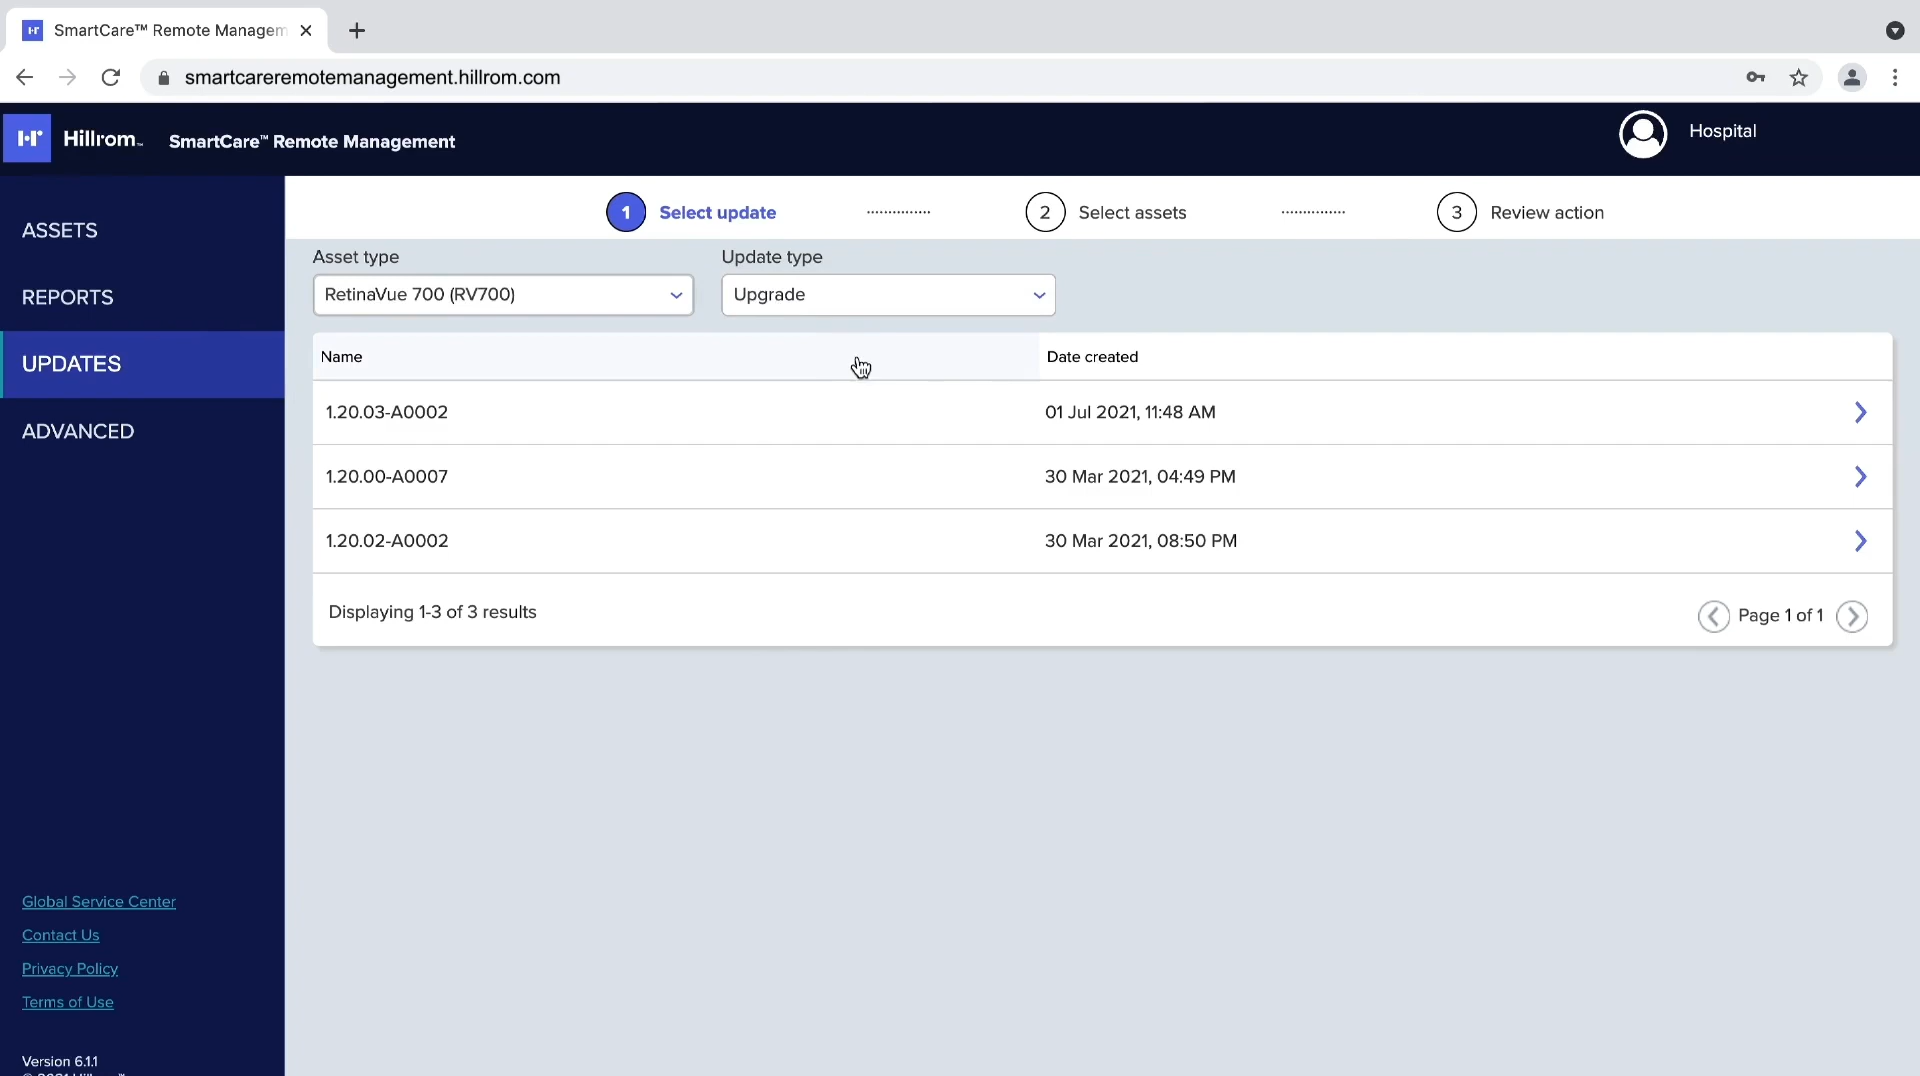 SmartCare™ Remote Managem
smartcareremotemanagement.hillrom.com
Hillrom™ SmartCare™ Remote Management
Hospital
ASSETS
REPORTS
UPDATES
ADVANCED
1 Select update
2 Select assets
3 Review action
Asset type
Update type
RetinaVue 700 (RV700)
Upgrade
Name
Date created
1.20.03-A0002
01 Jul 2021, 11:48 AM
1.20.00-A0007
30 Mar 2021, 04:49 PM
1.20.02-A0002
30 Mar 2021, 08:50 PM
Displaying 1-3 of 3 results
Page 1 of 1
Global Service Center
Contact Us
Privacy Policy
Terms of Use
Version 6.1.1